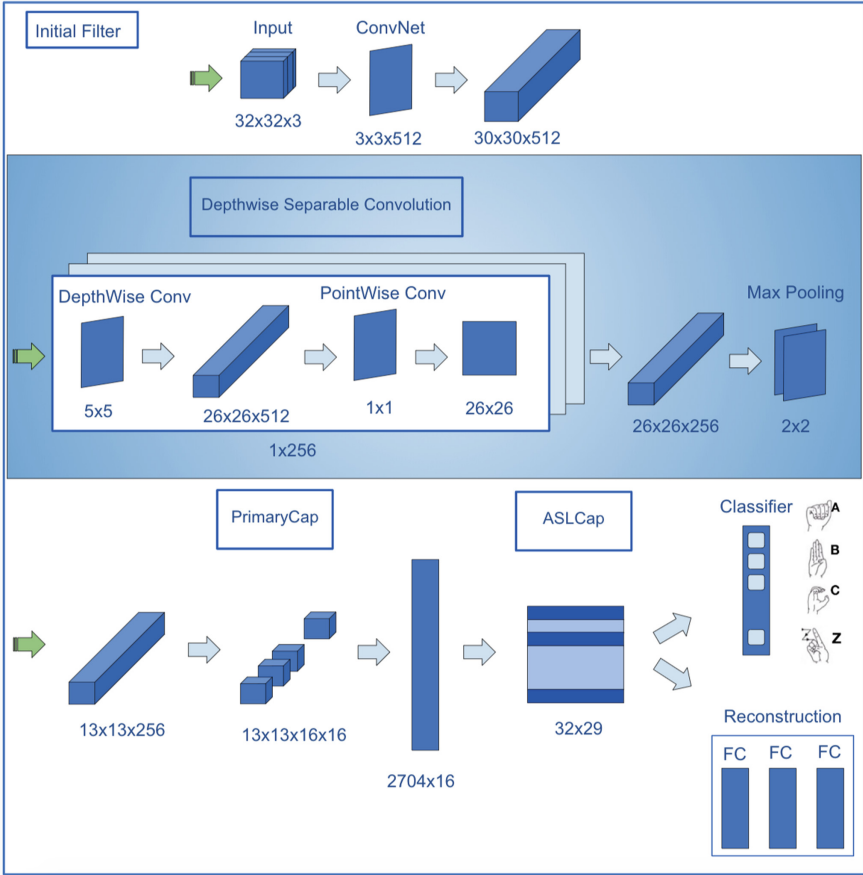 Initial Filter
Input
ConvNet
32x32x3
3x3x512
30x30x512
Depthwise Separable Convolution
DepthWise Conv
PointWise Conv
Max Pooling
5x5
26x26x512
1x1
26x26
26x26x256
2x2
1x256
PrimaryCap
ASLCap
Classifier
A
B
C
Z
13x13x256
13x13x16x16
2704x16
32x29
Reconstruction
FC FC FC